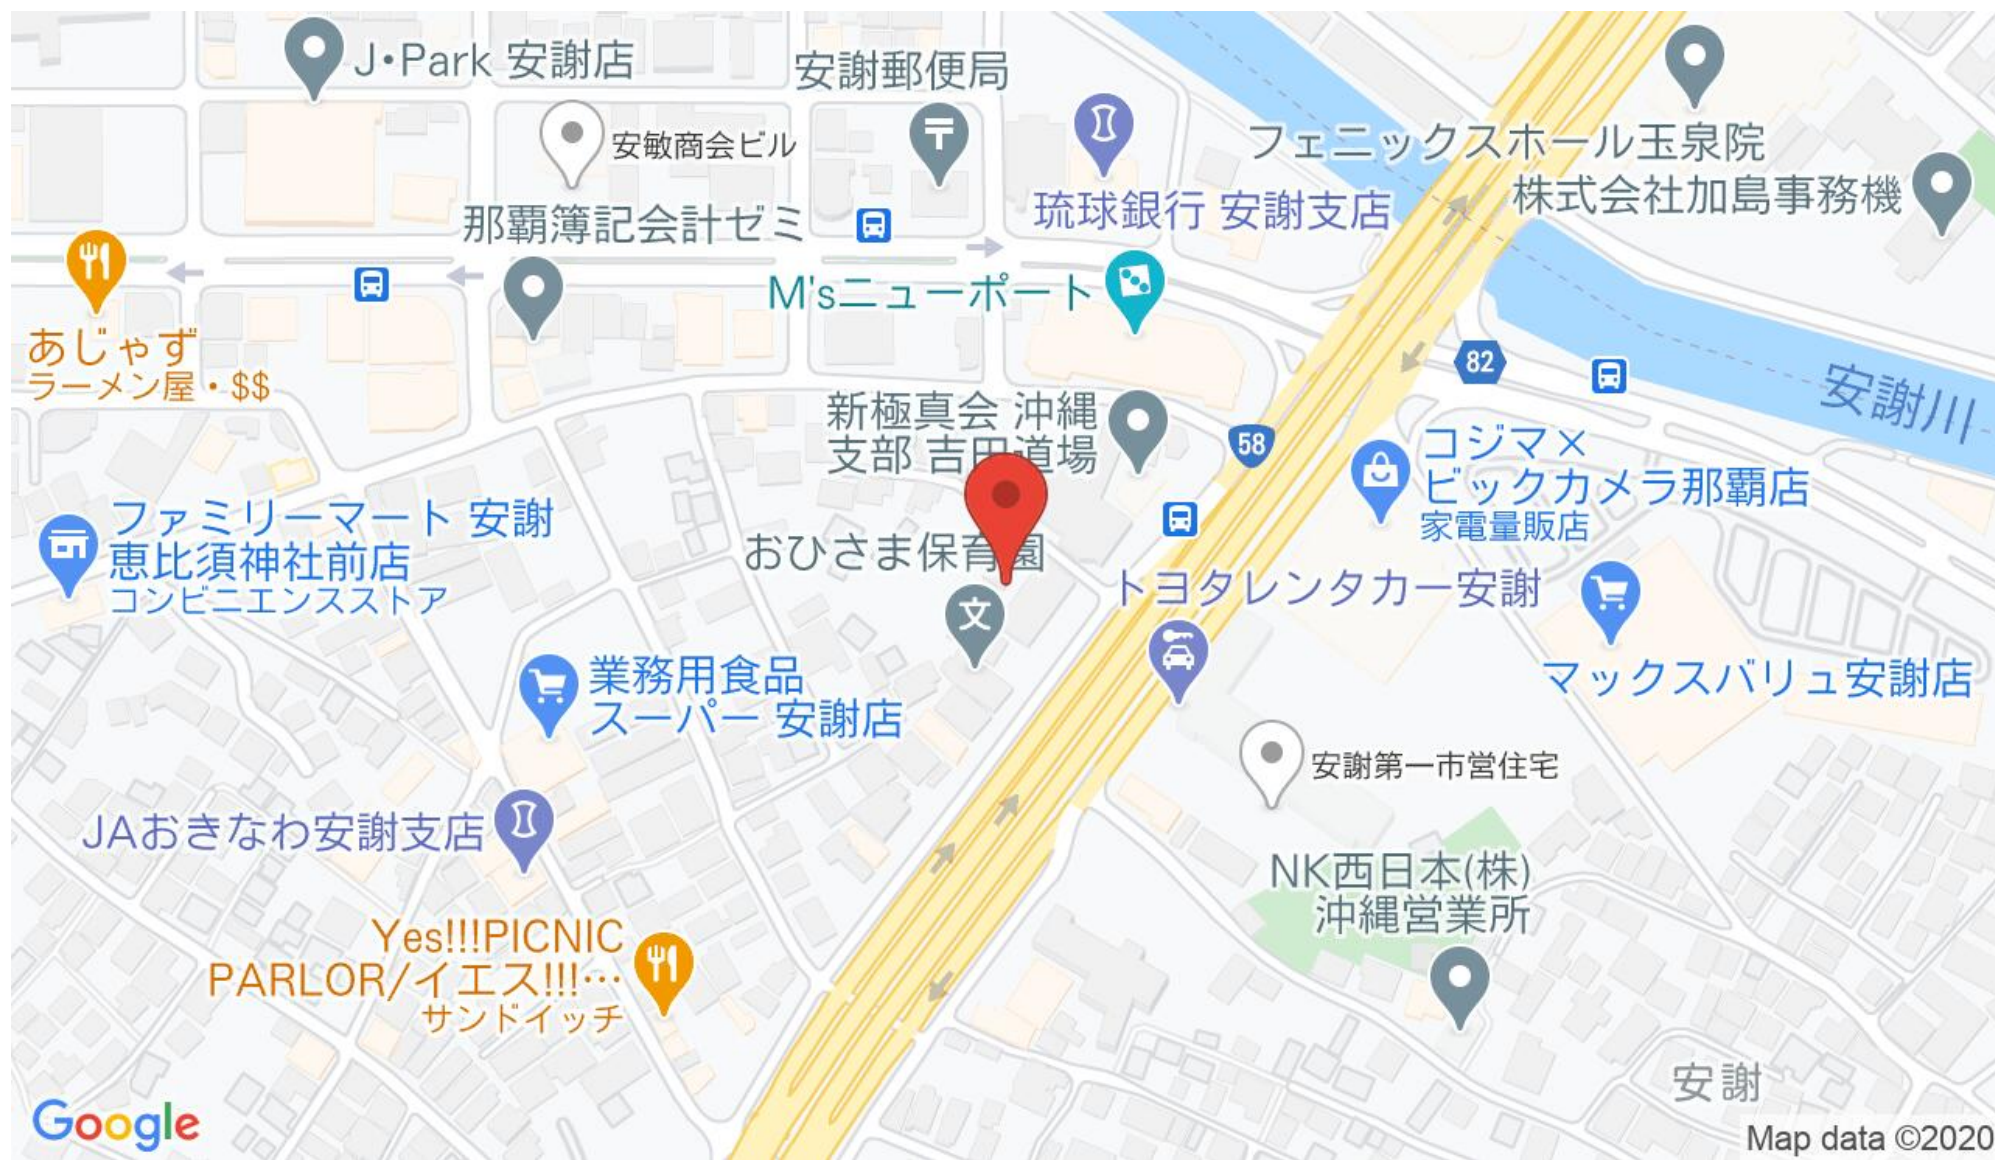 J•Park 安謝店
安謝郵便局
安敏商会ビル
フェニックスホール玉泉院
株式会社加島事務機
琉球銀行 安謝支店
那覇簿記会計ゼミ
M'sニューポート
あじゃず
ラーメン屋・$$
82
安謝川
新極真会 沖縄
支部 吉田道場
58
コジマ×
ビックカメラ那覇店
家電量販店
ファミリーマート 安謝
恵比須神社前店
コンビニエンスストア
おひさま保育園
文
トヨタレンタカー安謝
業務用食品
スーパー 安謝店
マックスバリュ安謝店
安謝第一市営住宅
JAおきなわ安謝支店
NK西日本(株)
沖縄営業所
Yes!!!PICNIC
PARLOR/イエス!!!…
サンドイッチ
安謝
Google
Map data ©2020